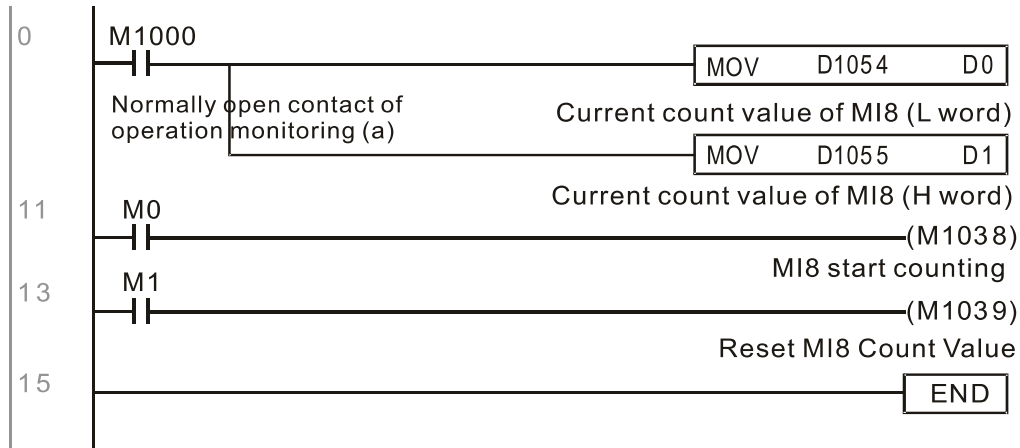 0
M1000
MOV D1054 D0
Normally open contact of
operation monitoring (a)
Current count value of MI8 (L word)
MOV D1055 D1
Current count value of MI8 (H word)
11
M0
(M1038)
MI8 start counting
13
M1
(M1039)
Reset MI8 Count Value
15
END